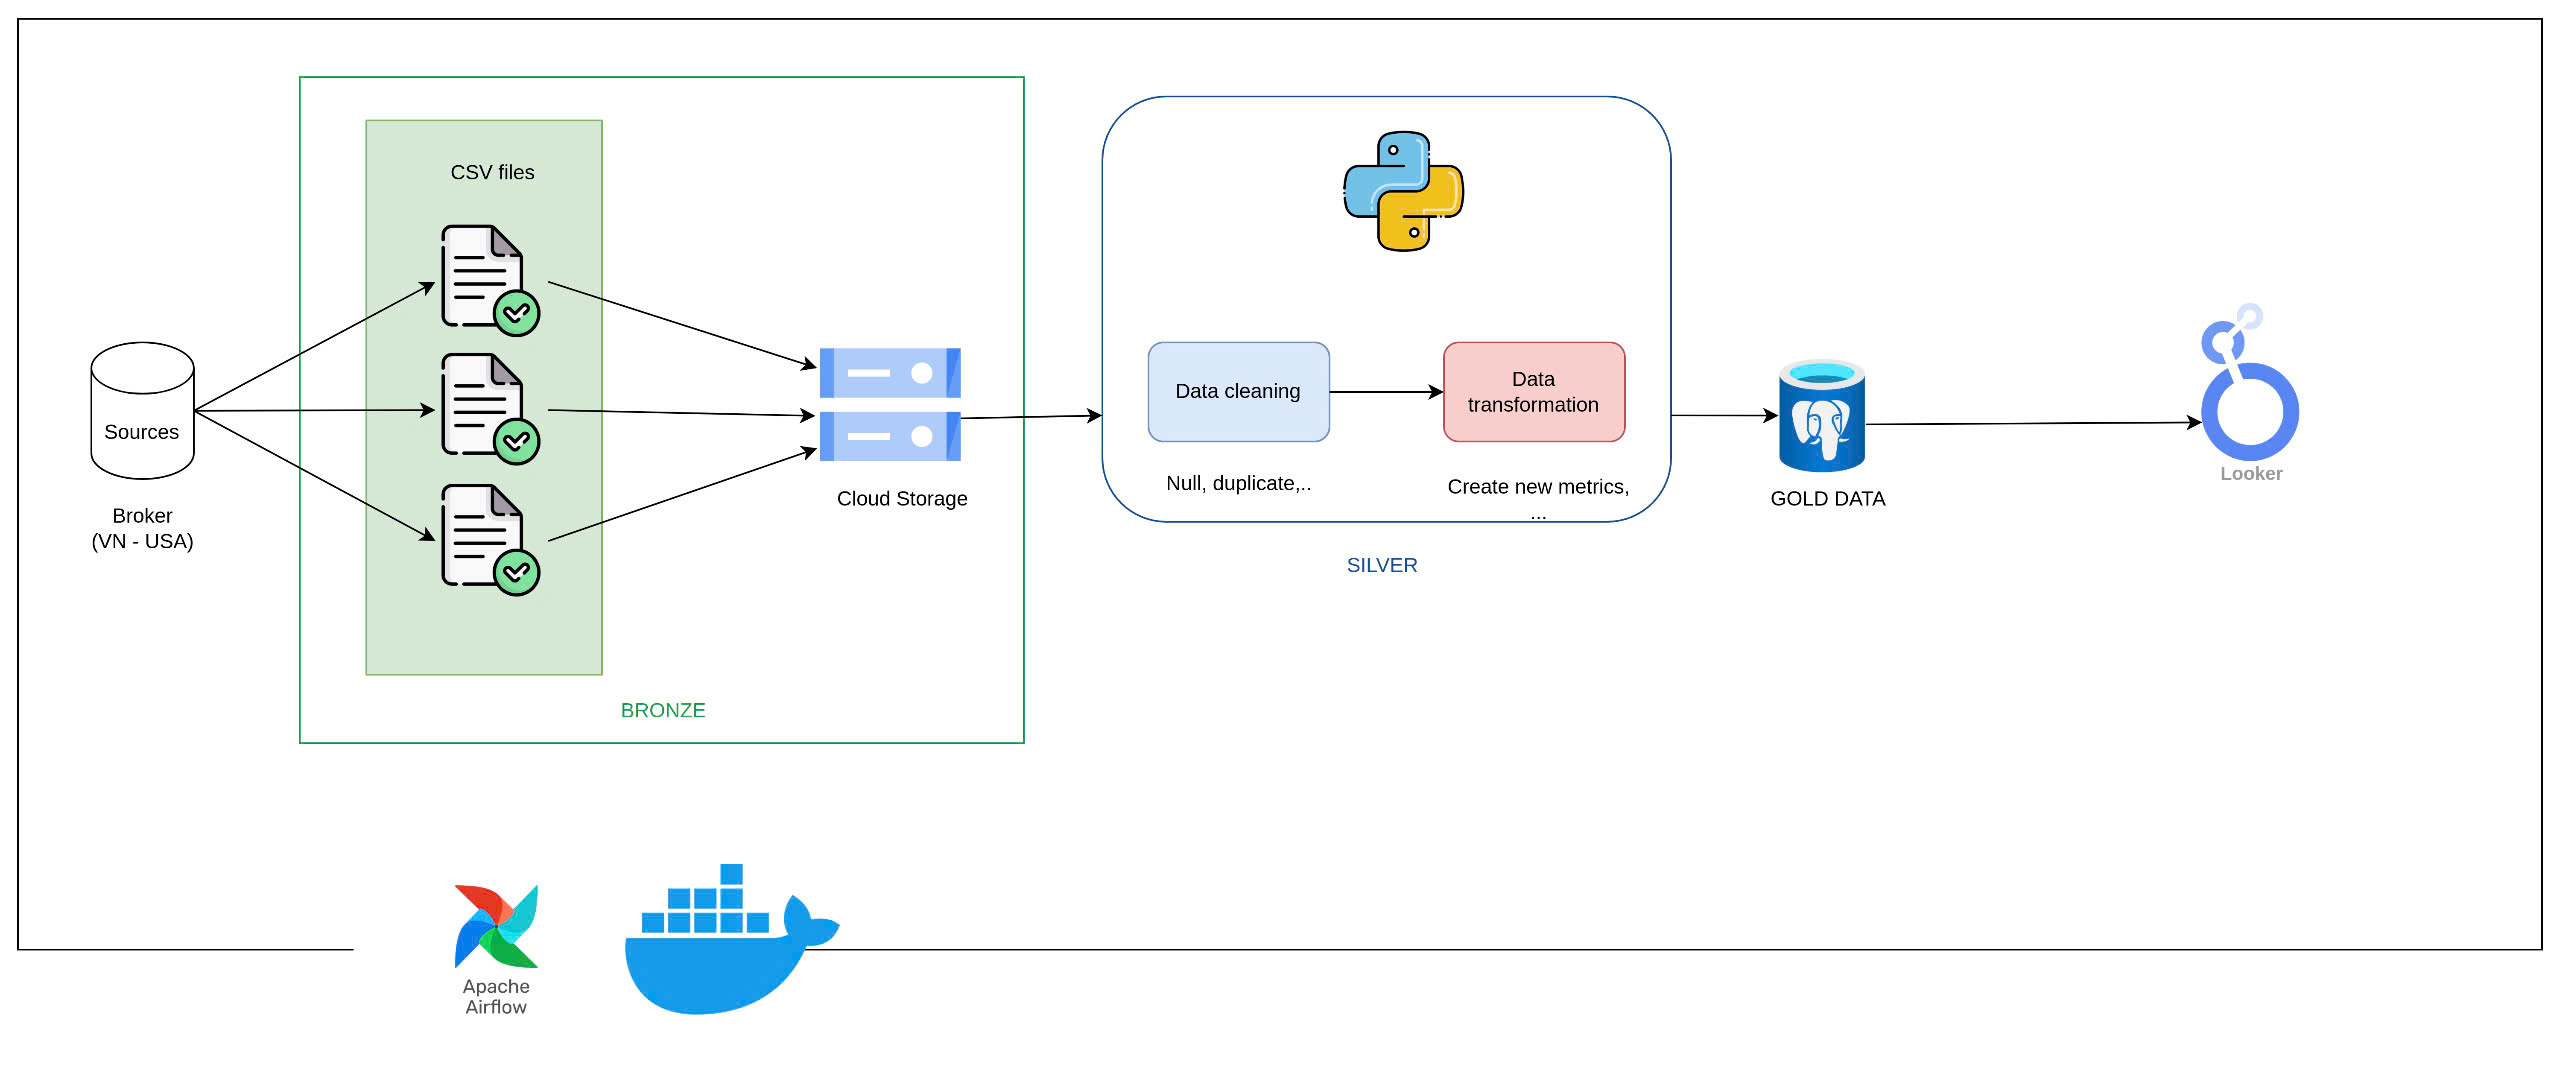 CSV files
Sources
Broker
(VN - USA)
Cloud Storage
BRONZE
Data cleaning
Null, duplicate,..
Data
transformation
Create new metrics,
...
SILVER
GOLD DATA
Looker
Apache
Airflow